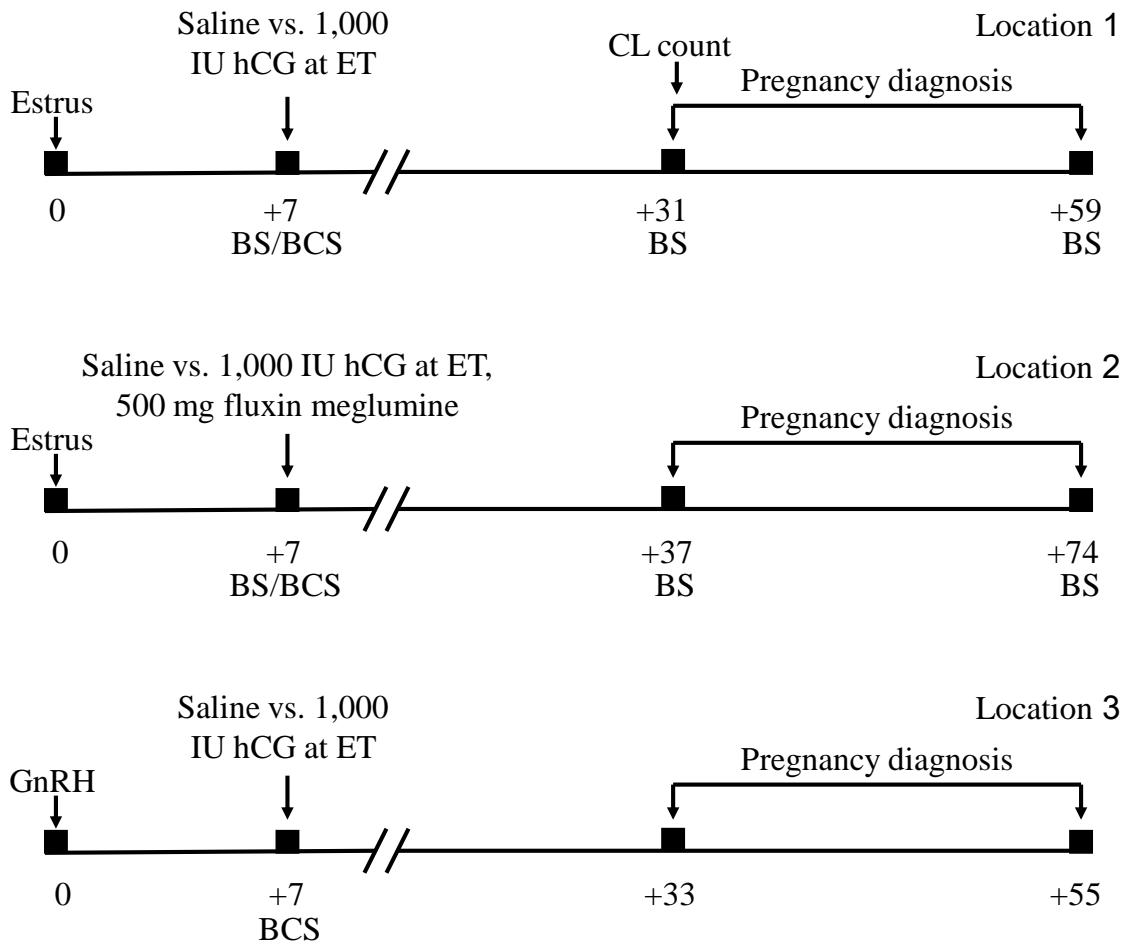 Saline vs. 1,000
IU hCG at ET
Location 1
CL count
Pregnancy diagnosis
Estrus
0
+7
+31
+59
BS/BCS
BS
BS
Saline vs. 1,000 IU hCG at ET,
500 mg fluxin meglumine
Location 2
Pregnancy diagnosis
Estrus
0
+7
+37
+74
BS/BCS
BS
BS
Saline vs. 1,000
IU hCG at ET
Location 3
Pregnancy diagnosis
GnRH
0
+7
+33
+55
BCS